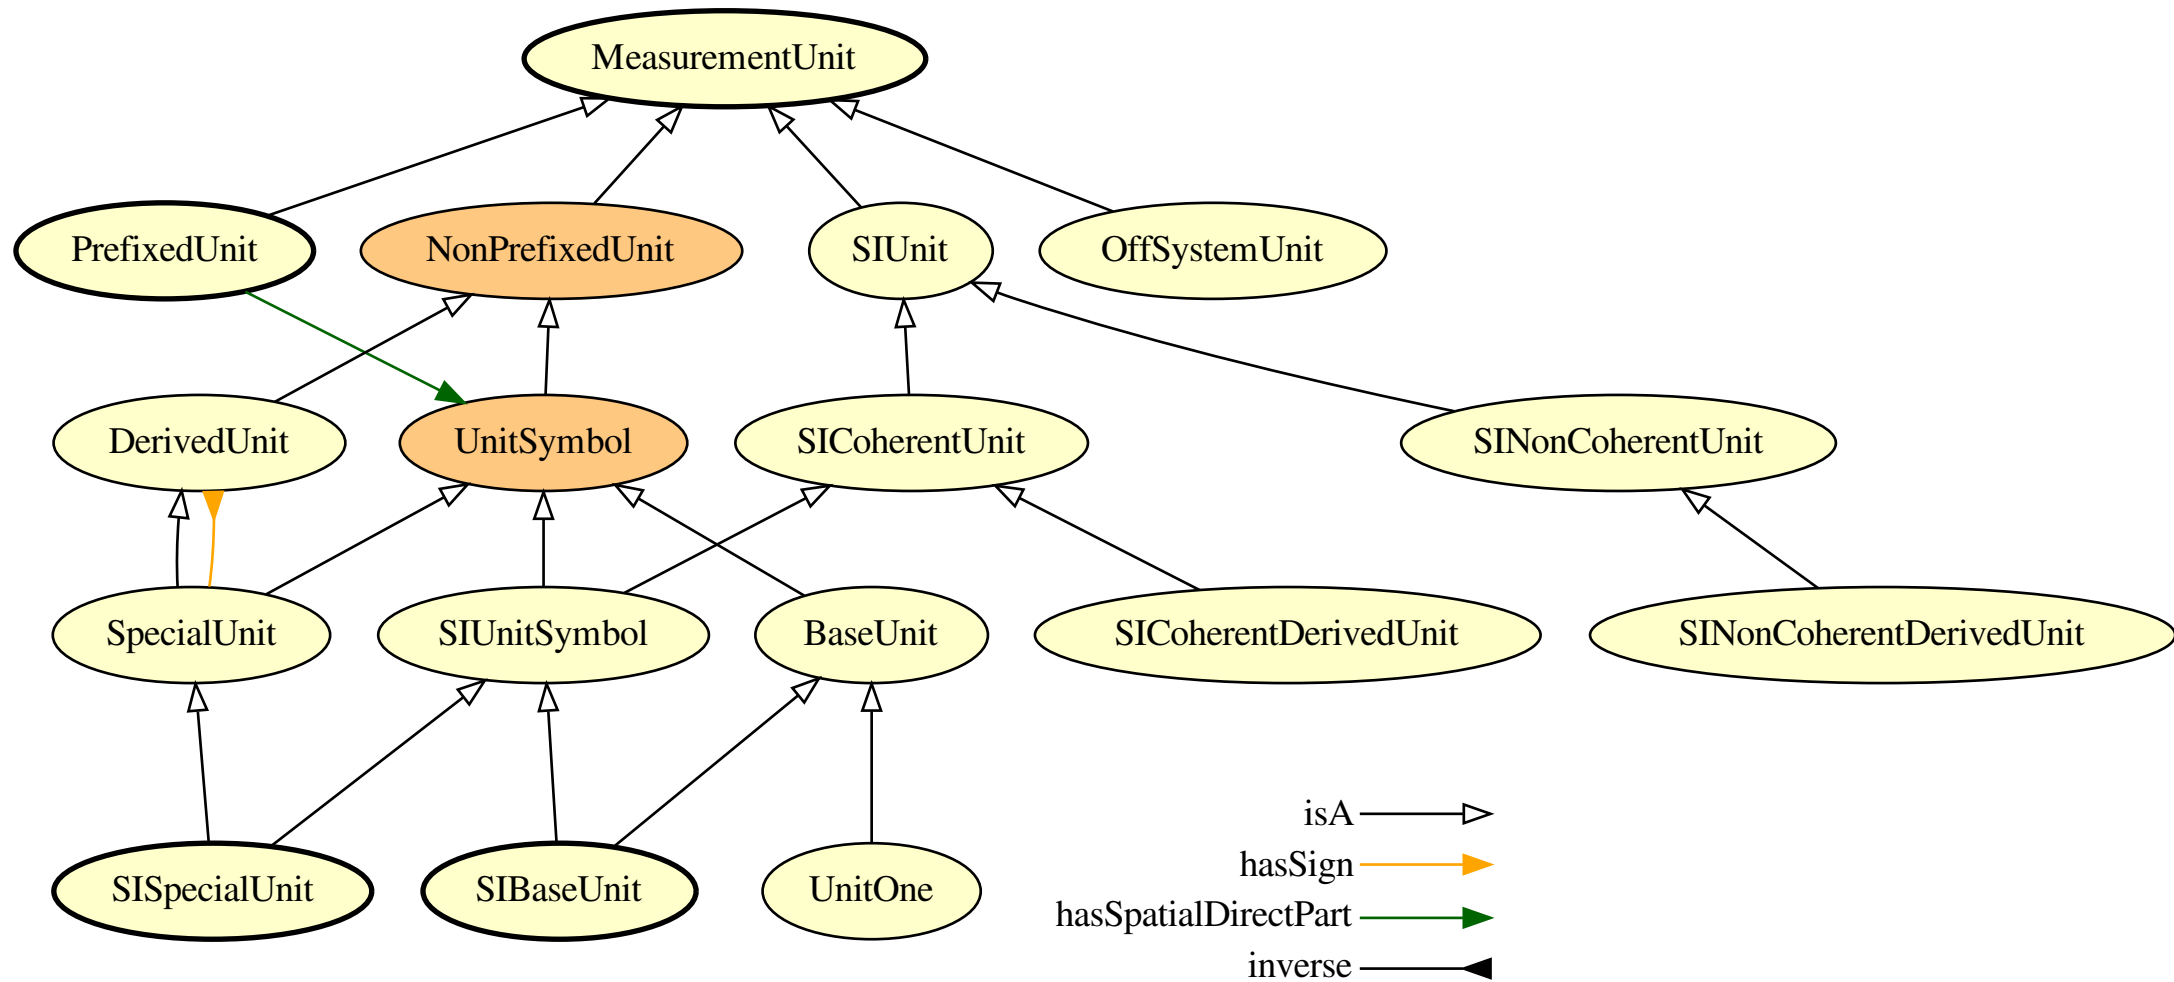 MeasurementUnit
PrefixedUnit
NonPrefixedUnit
SIUnit
OffSystemUnit
DerivedUnit
UnitSymbol
SICoherentUnit
SINonCoherentUnit
SpecialUnit
SIUnitSymbol
BaseUnit
SICoherentDerivedUnit
SINonCoherentDerivedUnit
SISpecialUnit
SIBaseUnit
UnitOne
isA
hasSign
hasSpatialDirectPart
inverse